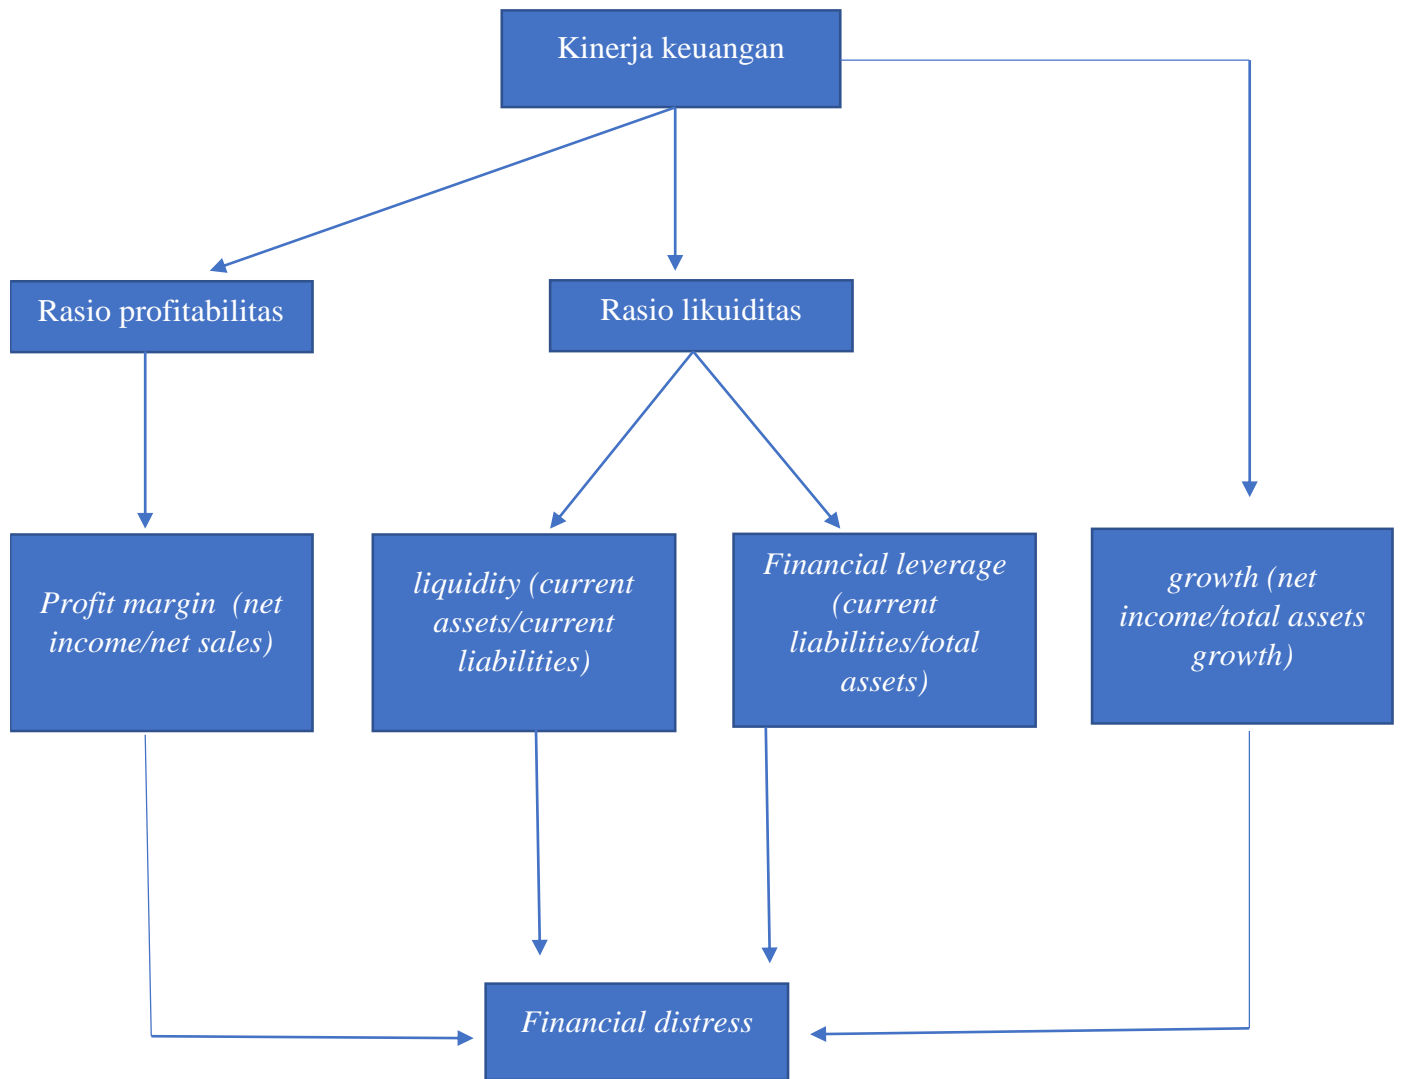 Kinerja keuangan
Rasio profitabilitas
Rasio likuiditas
Profit margin  (net
income/net sales)
liquidity (current
assets/current
liabilities)
Financial leverage
(current
liabilities/total
assets)
growth (net
income/total assets
growth)
Financial distress